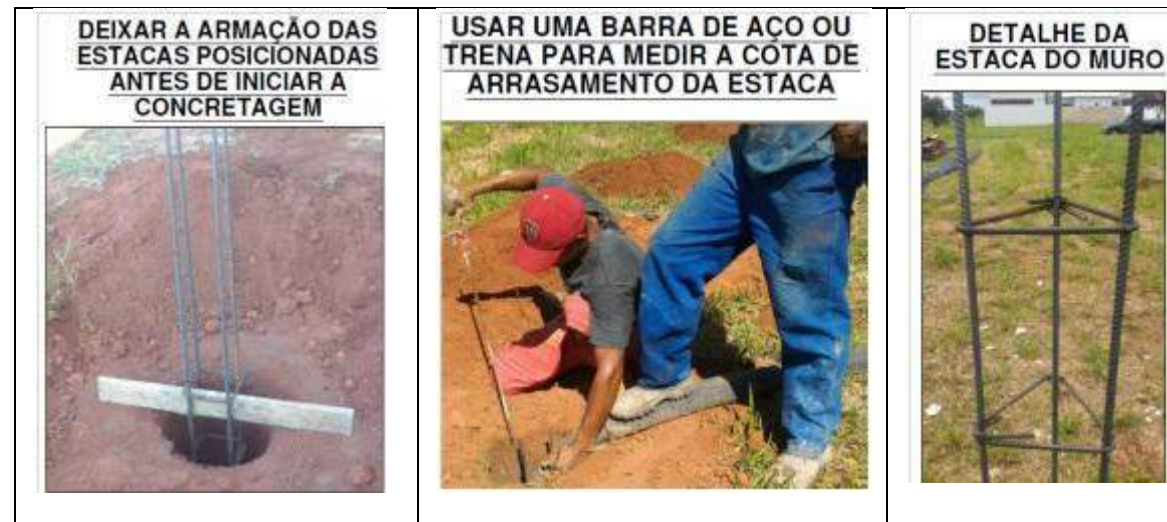 DEIXAR A ARMAÇÃO DAS
ESTACAS POSICIONADAS
ANTES DE INICIAR A
CONCRETAGEM
USAR UMA BARRA DE AÇO OU
TRENA PARA MEDIR A COTA DE
ARRASAMENTO DA ESTACA
DETALHE DA
ESTACA DO MURO